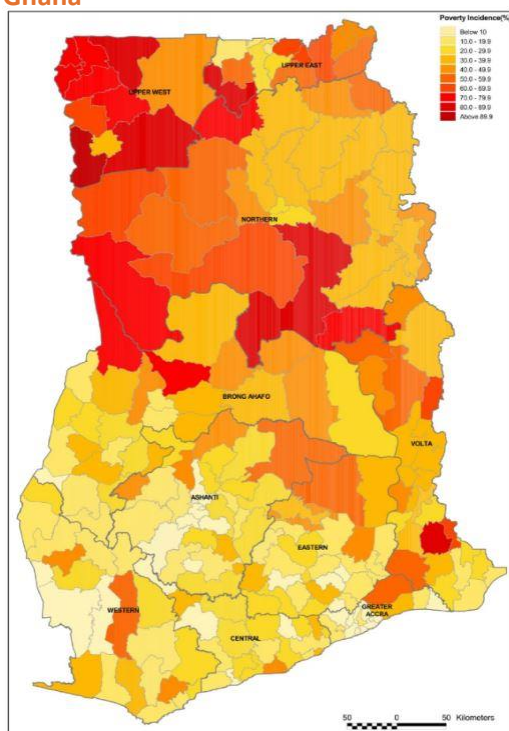 Ghana
Poverty Incidence(%)
Below 10
10.0 - 19.9
20.0 - 29.9
30.0 - 39.9
40.0 - 49.9
50.0 - 59.9
60.0 - 69.9
70.0 - 79.9
80.0 - 89.9
Above 89.9
UPPER EAST
UPPER WEST
NORTHERN
BRONG AHAFO
VOLTA
ASHANTI
EASTERN
WESTERN
GREATER
ACCRA
CENTRAL
50 0 50 Kilometers